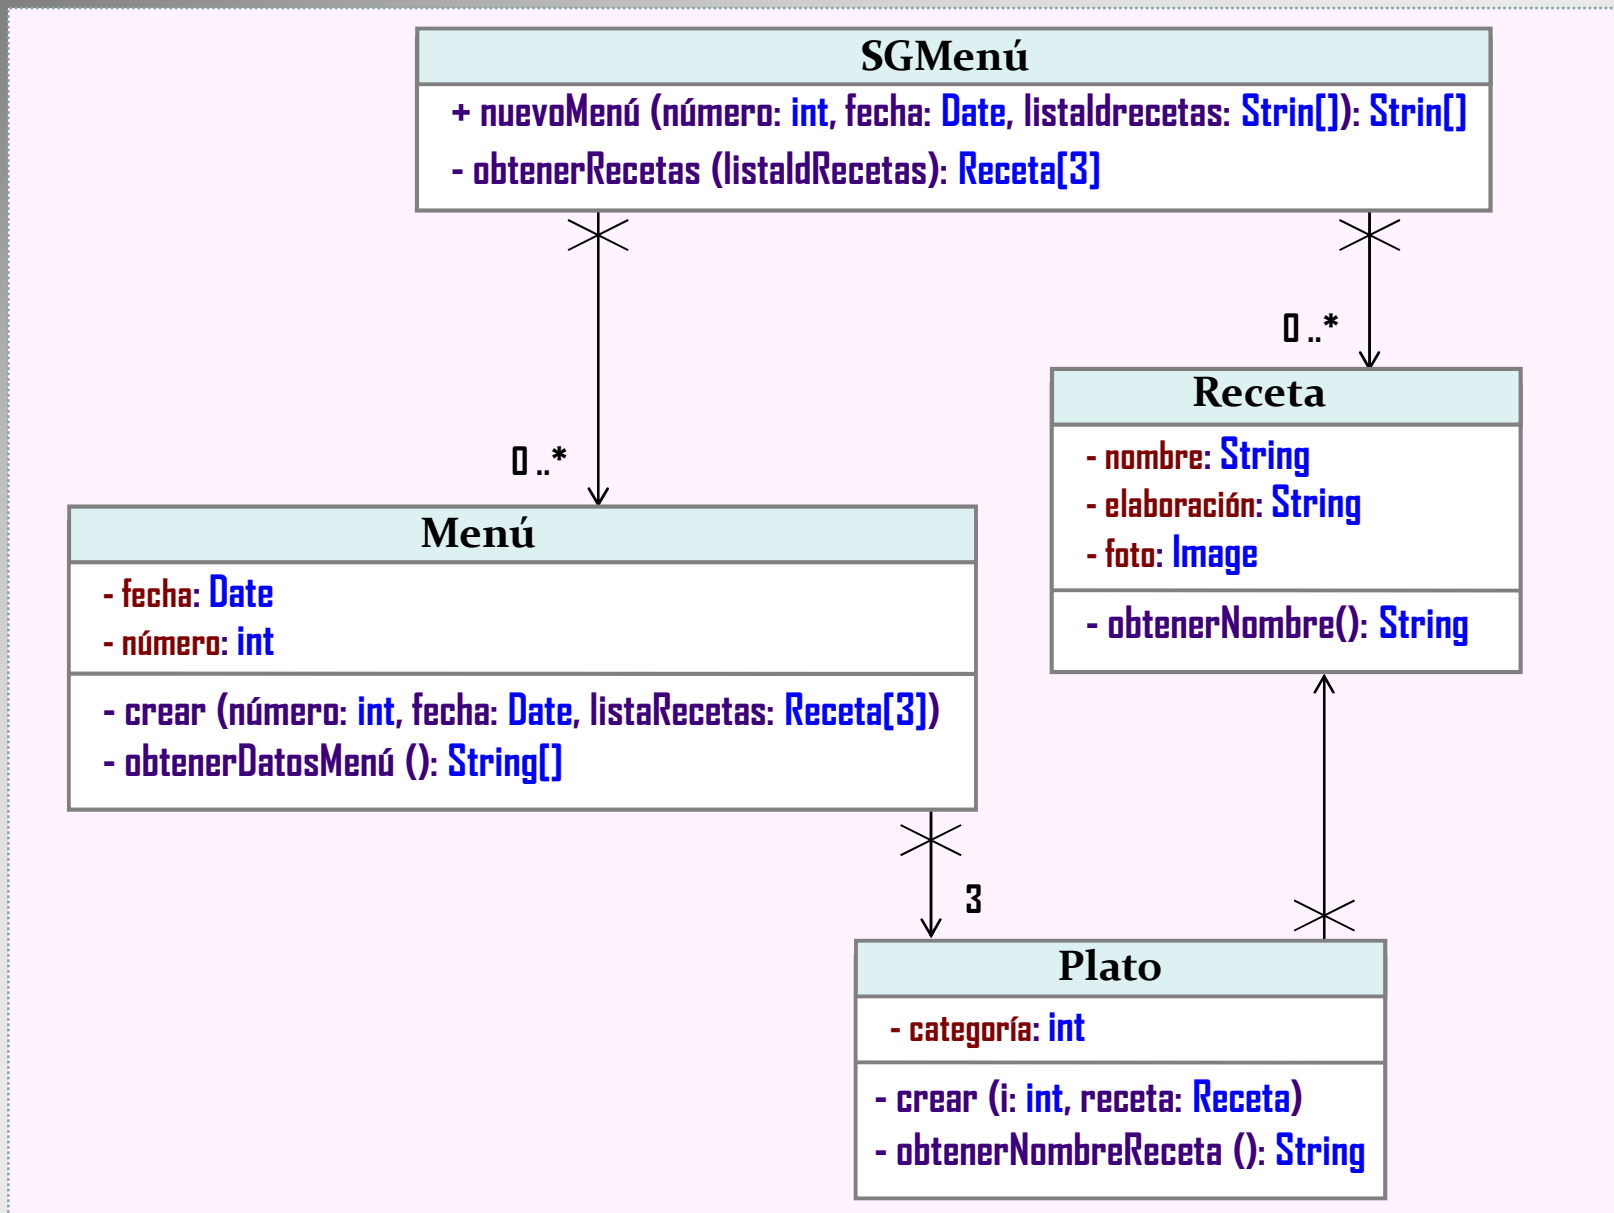 SGMenú
+ nuevoMenú (número: int, fecha: Date, listaIdrecetas: Strin[]): Strin[]
- obtenerRecetas (listaIdRecetas): Receta[3]
0 ..*
Receta
- nombre: String
- elaboración: String
- foto: Image
- obtenerNombre(): String
0 ..*
Menú
- fecha: Date
- número: int
- crear (número: int, fecha: Date, listaRecetas: Receta[3])
- obtenerDatosMenú (): String[]
3
Plato
- categoría: int
- crear (i: int, receta: Receta)
- obtenerNombreReceta (): String